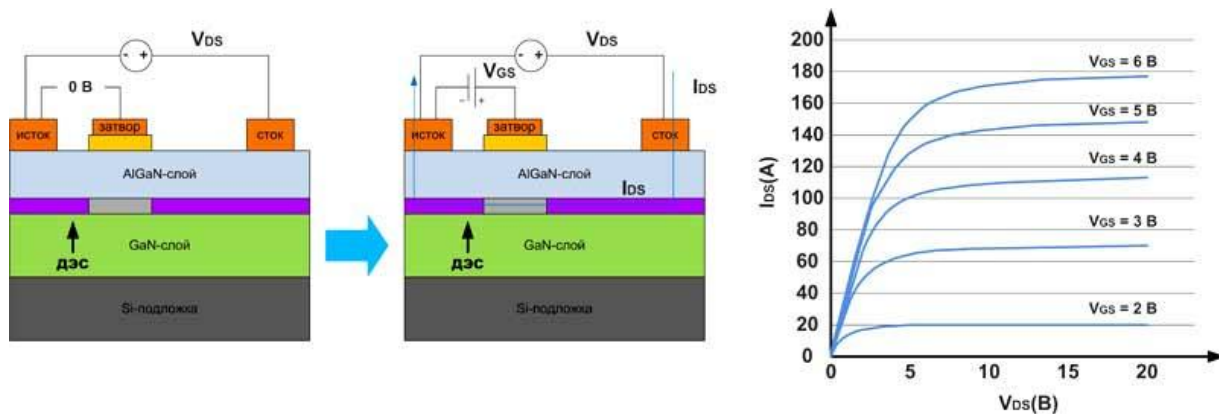 VDS
- +
0 В
исток
затвор
сток
AlGaN-слой
ДЭС
GaN-слой
Si-подложка
VDS
- +
VGS
- +
IDS
исток
затвор
сток
AlGaN-слой
IDS
ДЭС
GaN-слой
Si-подложка
IDS(A)
200
180
160
140
120
100
80
60
40
20
0
VGS = 6 В
VGS = 5 В
VGS = 4 В
VGS = 3 В
VGS = 2 В
0 5 10 15 20
VDS(В)